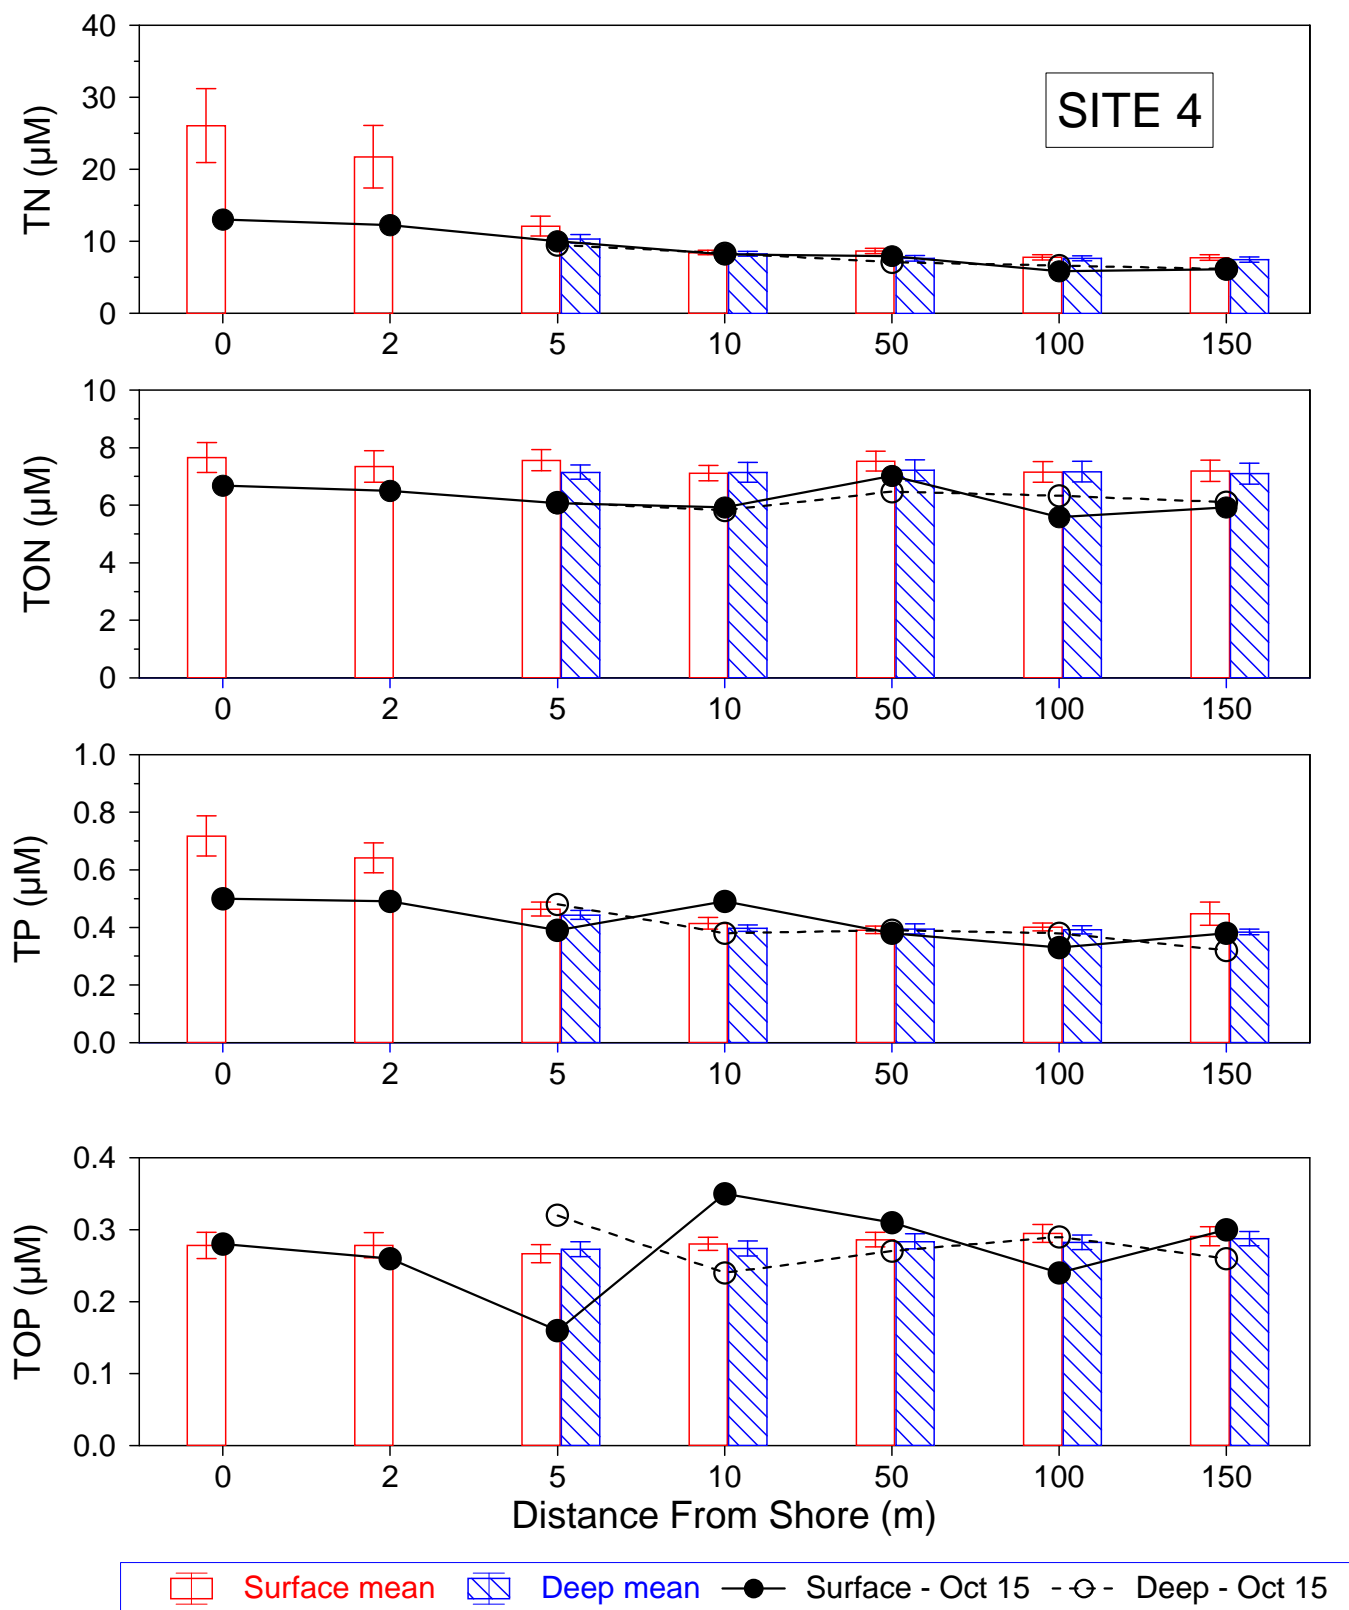 40
30
20
10
0
TN (µM)
SITE 4
0 2 5 10 50 100 150
10
8
6
4
2
0
TON (µM)
0 2 5 10 50 100 150
1.0
0.8
0.6
0.4
0.2
0.0
TP (µM)
0 2 5 10 50 100 150
0.4
0.3
0.2
0.1
0.0
TOP (µM)
0 2 5 10 50 100 150
Distance From Shore (m)
Surface mean Deep mean Surface - Oct 15 Deep - Oct 15